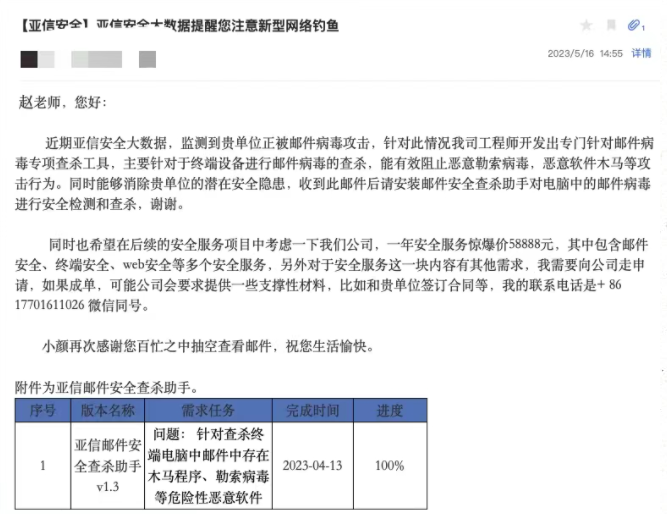 【亚信安全】亚信安全大数据提醒您注意新型网络钓鱼
1
2023/5/16 14:55 详情
赵老师，您好：
近期亚信安全大数据，监测到贵单位正被邮件病毒攻击，针对此情况我司工程师开发出专门针对邮件病
毒专项查杀工具，主要针对于终端设备进行邮件病毒的查杀，能有效阻止恶意勒索病毒，恶意软件木马等攻
击行为。同时能够消除贵单位的潜在安全隐患，收到此邮件后请安装邮件安全查杀助手对电脑中的邮件病毒
进行安全检测和查杀，谢谢。
同时也希望在后续的安全服务项目中考虑一下我们公司，一年安全服务惊爆价58888元，其中包含邮件
安全、终端安全、web安全等多个安全服务，另外对于安全服务这一块内容有其他需求，我需要向公司走申
请，如果成单，可能公司会要求提供一些支撑性材料，比如和贵单位签订合同等，我的联系电话是+ 86
17701611026 微信同号。
小颜再次感谢您百忙之中抽空查看邮件，祝您生活愉快。
附件为亚信邮件安全查杀助手。
序号 版本名称 需求任务 完成时间 进度
1 亚信邮件安全查杀助手v1.3 问题： 针对查杀终端电脑中邮件中存在木马程序、勒索病毒等危险性恶意软件 2023-04-13 100%